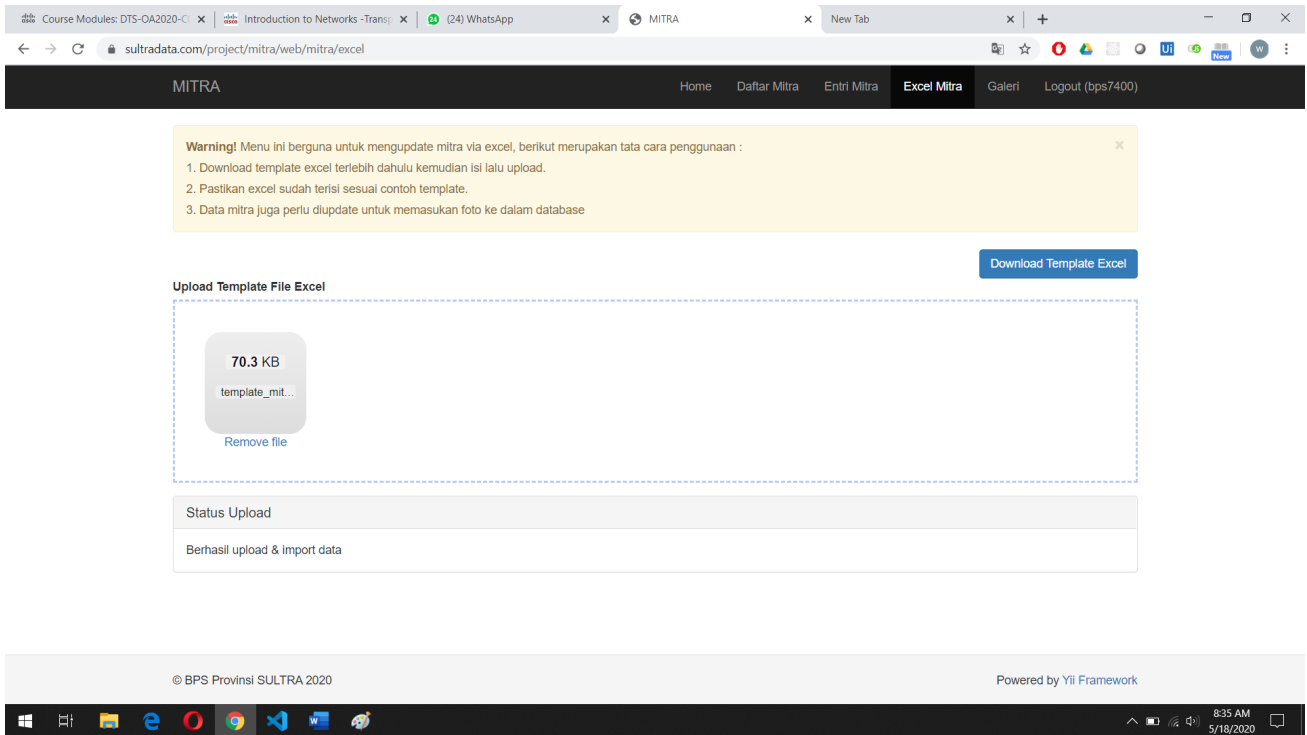 Course Modules: DTS-OA2020-O
Introduction to Networks -Transp
(24) WhatsApp
MITRA
New Tab
sultradata.com/project/mitra/web/mitra/excel
New
MITRA
Home Daftar Mitra Entri Mitra Excel Mitra Galeri Logout (bps7400)
Warning! Menu ini berguna untuk mengupdate mitra via excel, berikut merupakan tata cara penggunaan :
1. Download template excel terlebih dahulu kemudian isi lalu upload.
2. Pastikan excel sudah terisi sesuai contoh template.
3. Data mitra juga perlu diupdate untuk memasukan foto ke dalam database
Download Template Excel
Upload Template File Excel
70.3 KB
template_mit...
Remove file
Status Upload
Berhasil upload & import data
© BPS Provinsi SULTRA 2020
Powered by Yii Framework
8:35 AM
5/18/2020